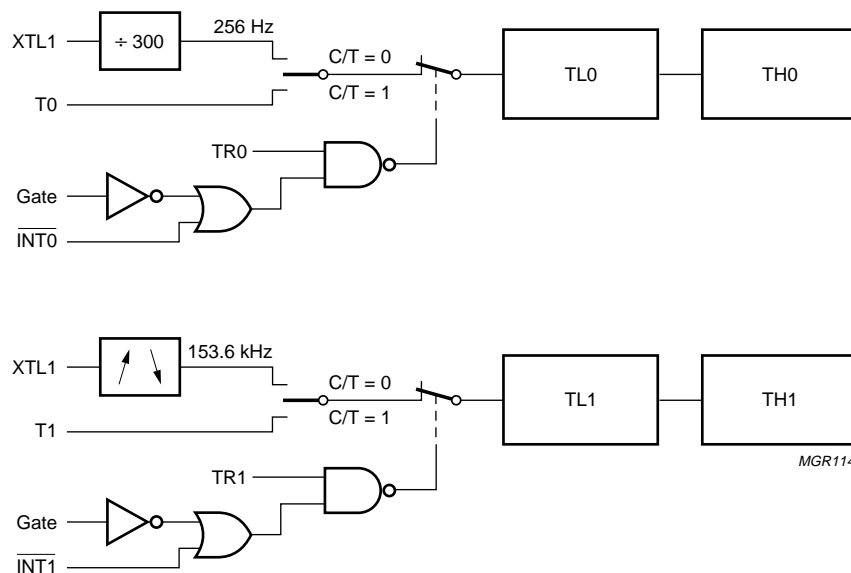 XTL1
÷ 300
256 Hz
C/T = 0
C/T = 1
T0
TL0
TH0
TR0
Gate
INT0
XTL1
153.6 kHz
C/T = 0
C/T = 1
T1
TL1
TH1
MGR114
TR1
Gate
INT1